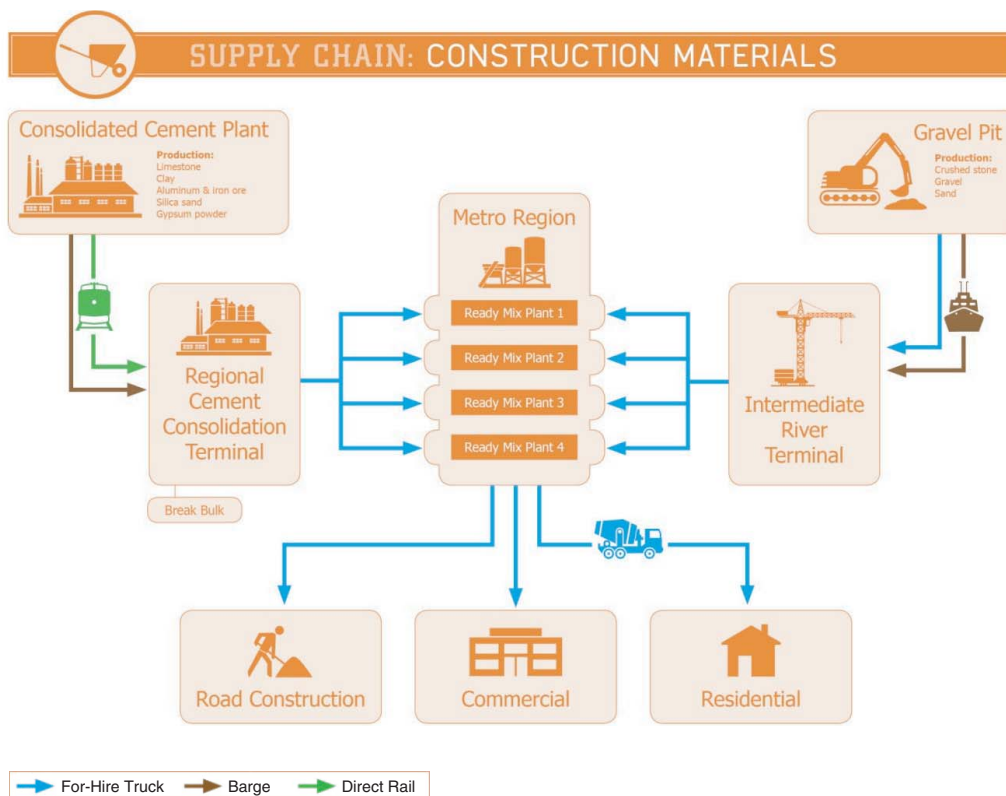 SUPPLY CHAIN: CONSTRUCTION MATERIALS
Consolidated Cement Plant
Production:
Limestone
Clay
Aluminum & iron ore
Silica sand
Gypsum powder
Gravel Pit
Production:
Crushed stone
Gravel
Sand
Metro Region
Ready Mix Plant 1
Ready Mix Plant 2
Ready Mix Plant 3
Ready Mix Plant 4
Regional
Cement
Consolidation
Terminal
Break Bulk
Intermediate
River
Terminal
Road Construction
Commercial
Residential
For-Hire Truck
Barge
Direct Rail